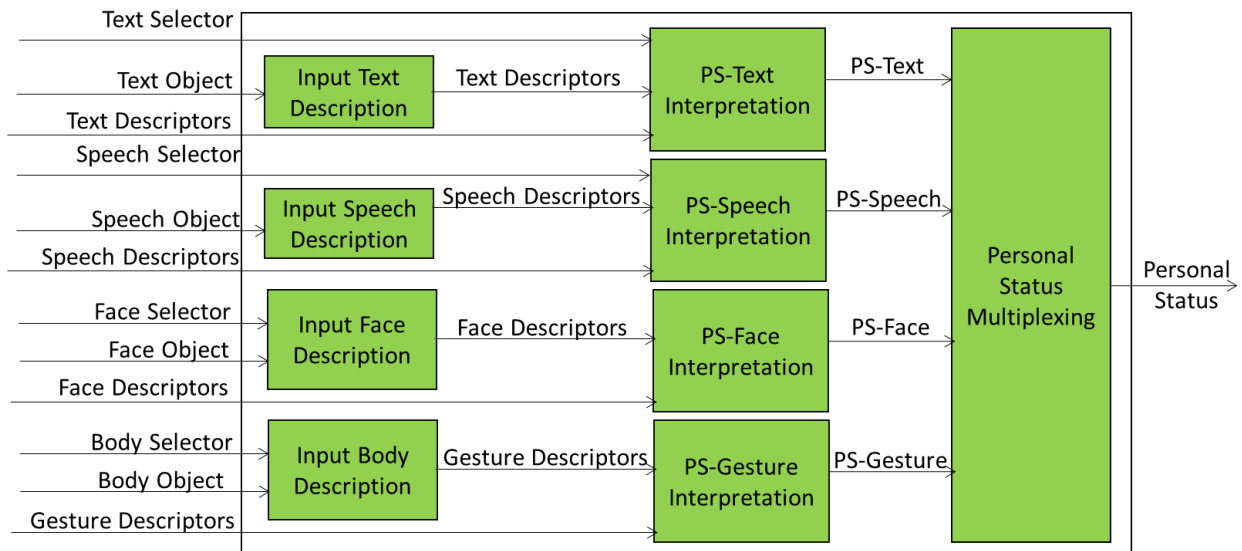 Text Selector
Text Object
Input Text
Description
Text Descriptors
PS-Text
Interpretation
PS-Text
Text Descriptors
Speech Selector
Speech Object
Input Speech
Description
Speech Descriptors
PS-Speech
Interpretation
PS-Speech
Speech Descriptors
Face Selector
Face Object
Input Face
Description
Face Descriptors
PS-Face
Interpretation
PS-Face
Face Descriptors
Body Selector
Body Object
Input Body
Description
Gesture Descriptors
PS-Gesture
Interpretation
PS-Gesture
Gesture Descriptors
Personal
Status
Multiplexing
Personal
Status